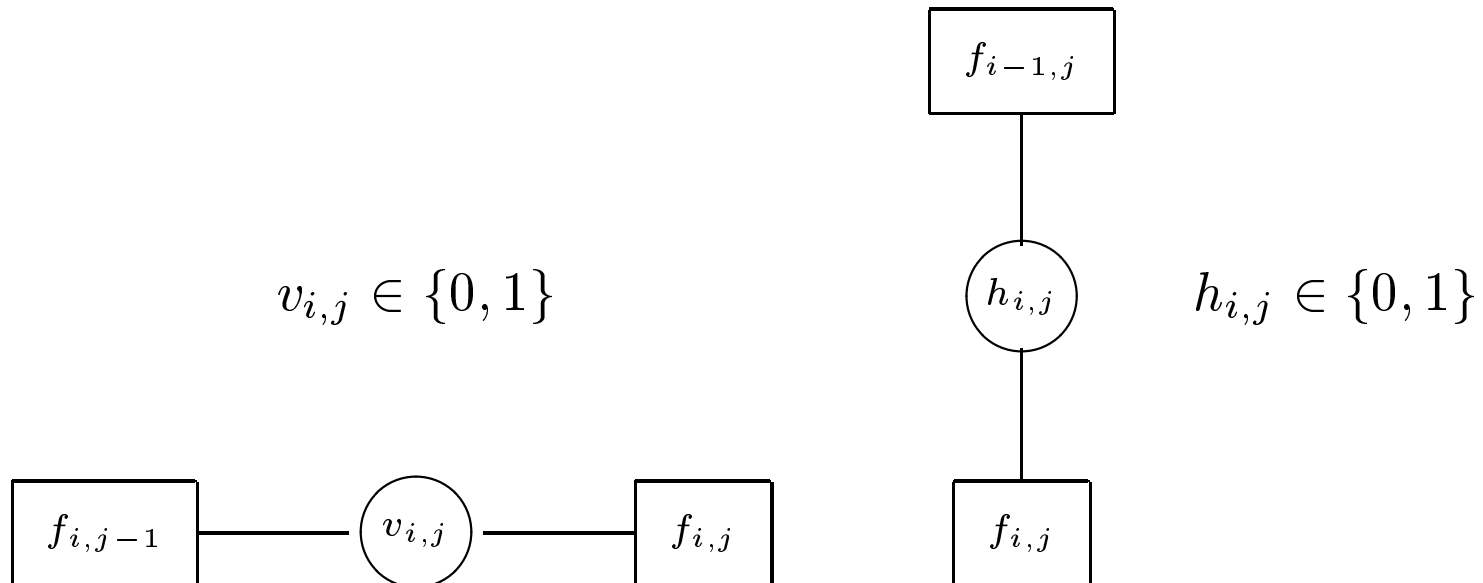 f_{i-1,j}
v_{i,j} ∈ {0, 1}
h_{i,j}
h_{i,j} ∈ {0, 1}
f_{i,j-1}
v_{i,j}
f_{i,j}
f_{i,j}